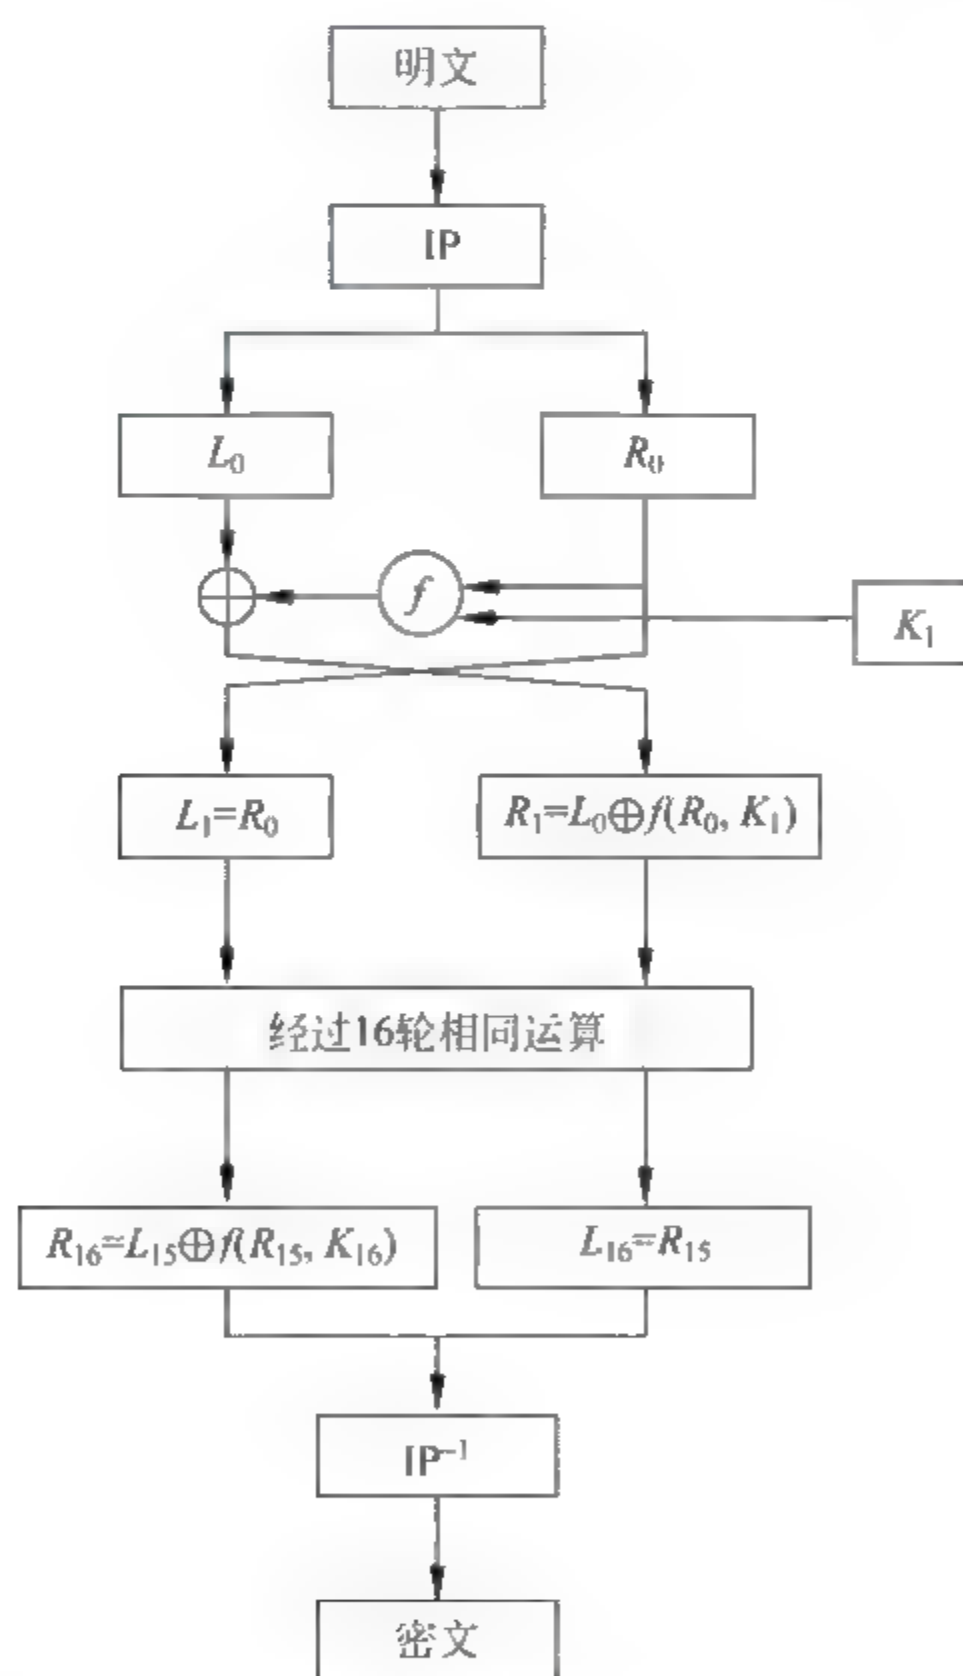 明文
IP
L₀
R₀
f
K₁
L₁=R₀
R₁=L₀⊕f(R₀, K₁)
经过16轮相同运算
R₁₆=L₁₅⊕f(R₁₅, K₁₆)
L₁₆=R₁₅
IP⁻¹
密文